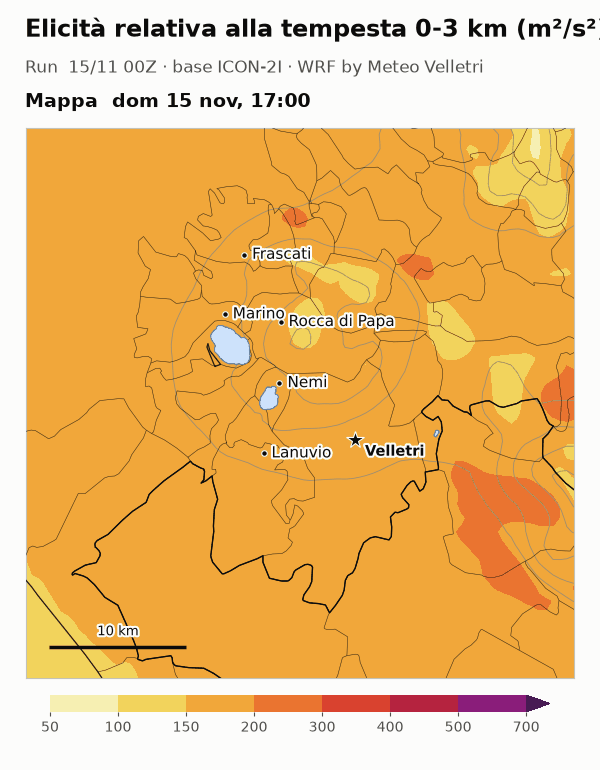 Elicità relativa alla tempesta 0-3 km (m²/s²)
Run 15/11 00Z · base ICON-2I · WRF by Meteo Velletri
Mappa dom 15 nov, 17:00
Frascati
Marino
Rocca di Papa
Nemi
Velletri
Lanuvio
10 km
50 100 150 200 300 400 500 700